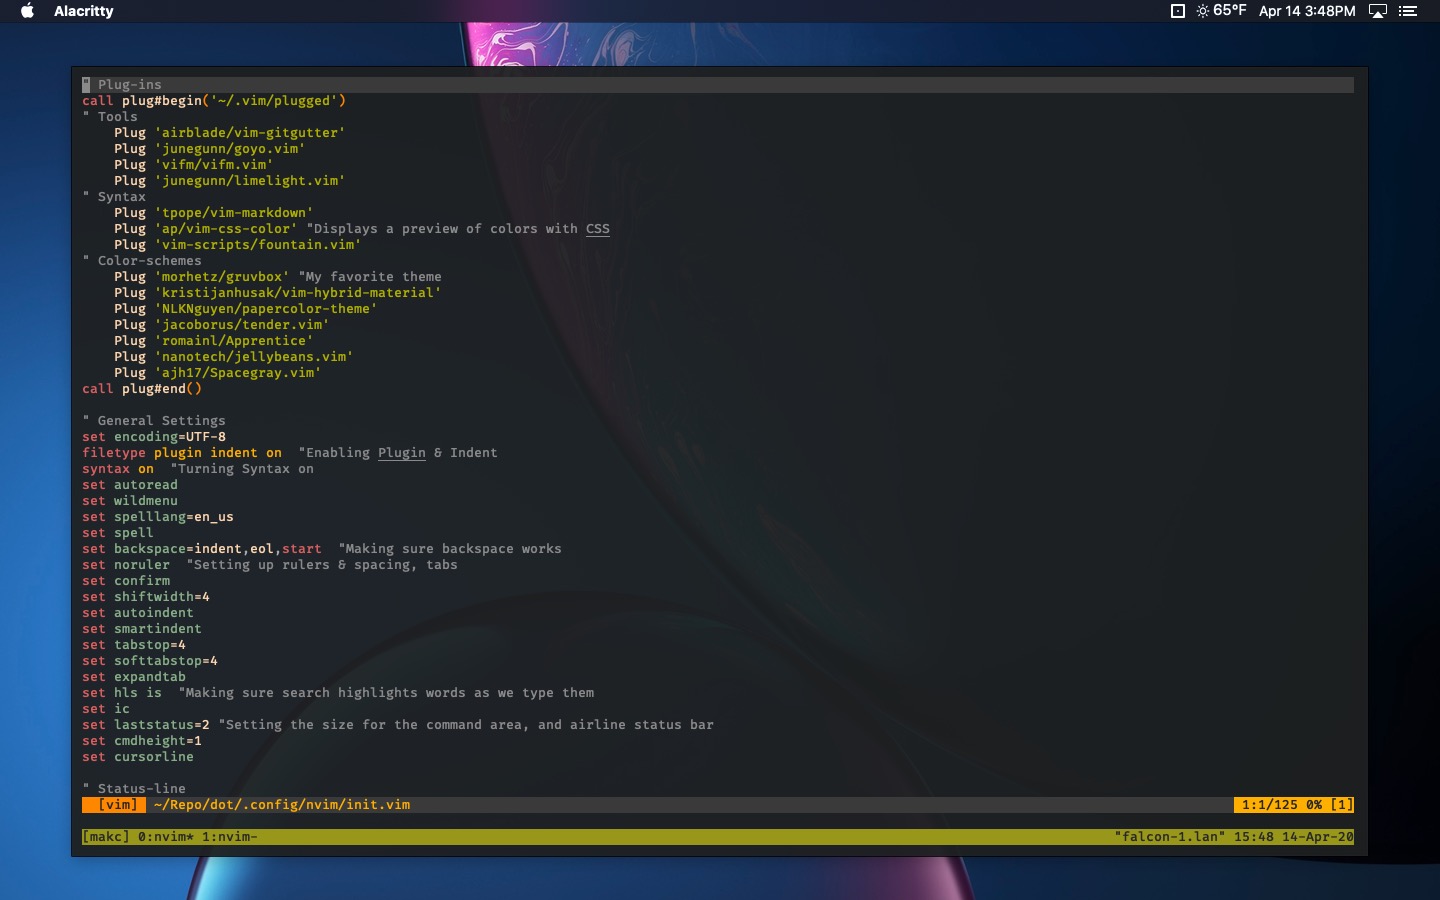 Alacritty
65°F Apr 14 3:48PM
" Plug-ins
call plug#begin('~/.vim/plugged')
" Tools
    Plug 'airblade/vim-gitgutter'
    Plug 'junegunn/goyo.vim'
    Plug 'vifm/vifm.vim'
    Plug 'junegunn/limelight.vim'
" Syntax
    Plug 'tpope/vim-markdown'
    Plug 'ap/vim-css-color' "Displays a preview of colors with CSS
    Plug 'vim-scripts/fountain.vim'
" Color-schemes
    Plug 'morhetz/gruvbox' "My favorite theme
    Plug 'kristijanhusak/vim-hybrid-material'
    Plug 'NLKNguyen/papercolor-theme'
    Plug 'jacoborus/tender.vim'
    Plug 'romainl/Apprentice'
    Plug 'nanotech/jellybeans.vim'
    Plug 'ajh17/Spacegray.vim'
call plug#end()
" General Settings
set encoding=UTF-8
filetype plugin indent on  "Enabling Plugin & Indent
syntax on  "Turning Syntax on
set autoread
set wildmenu
set spelllang=en_us
set spell
set backspace=indent,eol,start  "Making sure backspace works
set noruler  "Setting up rulers & spacing, tabs
set confirm
set shiftwidth=4
set autoindent
set smartindent
set tabstop=4
set softtabstop=4
set expandtab
set hls is  "Making sure search highlights words as we type them
set ic
set laststatus=2 "Setting the size for the command area, and airline status bar
set cmdheight=1
set cursorline
" Status-line
[vim] ~/Repo/dot/.config/nvim/init.vim 1:1/125 0% [1]
[makc] 0:nvim* 1:nvim- "falcon-1.lan" 15:48 14-Apr-20